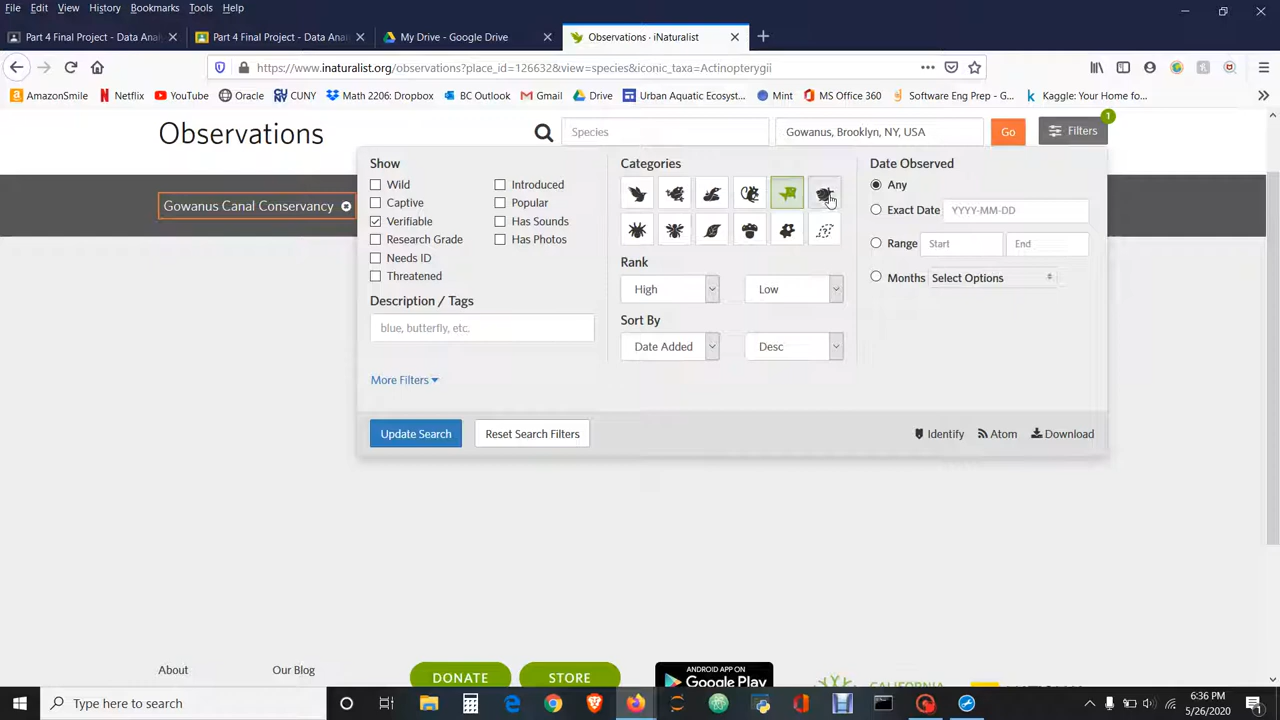 File Edit View History Bookmarks Tools Help
Part 4 Final Project - Data Anal
Part 4 Final Project - Data Anal
My Drive - Google Drive
Observations · iNaturalist
https://www.inaturalist.org/observations?place_id=126632&view=species&iconic_taxa=Actinopterygii
AmazonSmile Netflix YouTube Oracle CUNY Math 2206: Dropbox BC Outlook Gmail Drive Urban Aquatic Ecosyst... Mint MS Office 360 Software Eng Prep - G... Kaggle: Your Home fo...
Observations Species Gowanus, Brooklyn, NY, USA Go Filters 1
Gowanus Canal Conservancy
Show
Wild
Captive
Verifiable
Research Grade
Needs ID
Threatened
Introduced
Popular
Has Sounds
Has Photos
Description / Tags
blue, butterfly, etc.
More Filters
Categories
Rank
High Low
Sort By
Date Added Desc
Date Observed
Any
Exact Date YYYY-MM-DD
Range Start End
Months Select Options
Update Search Reset Search Filters Identify Atom Download
About Our Blog DONATE STORE
ANDROID APP ON
Google Play
CALIFORNIA
Type here to search
6:36 PM
5/26/2020